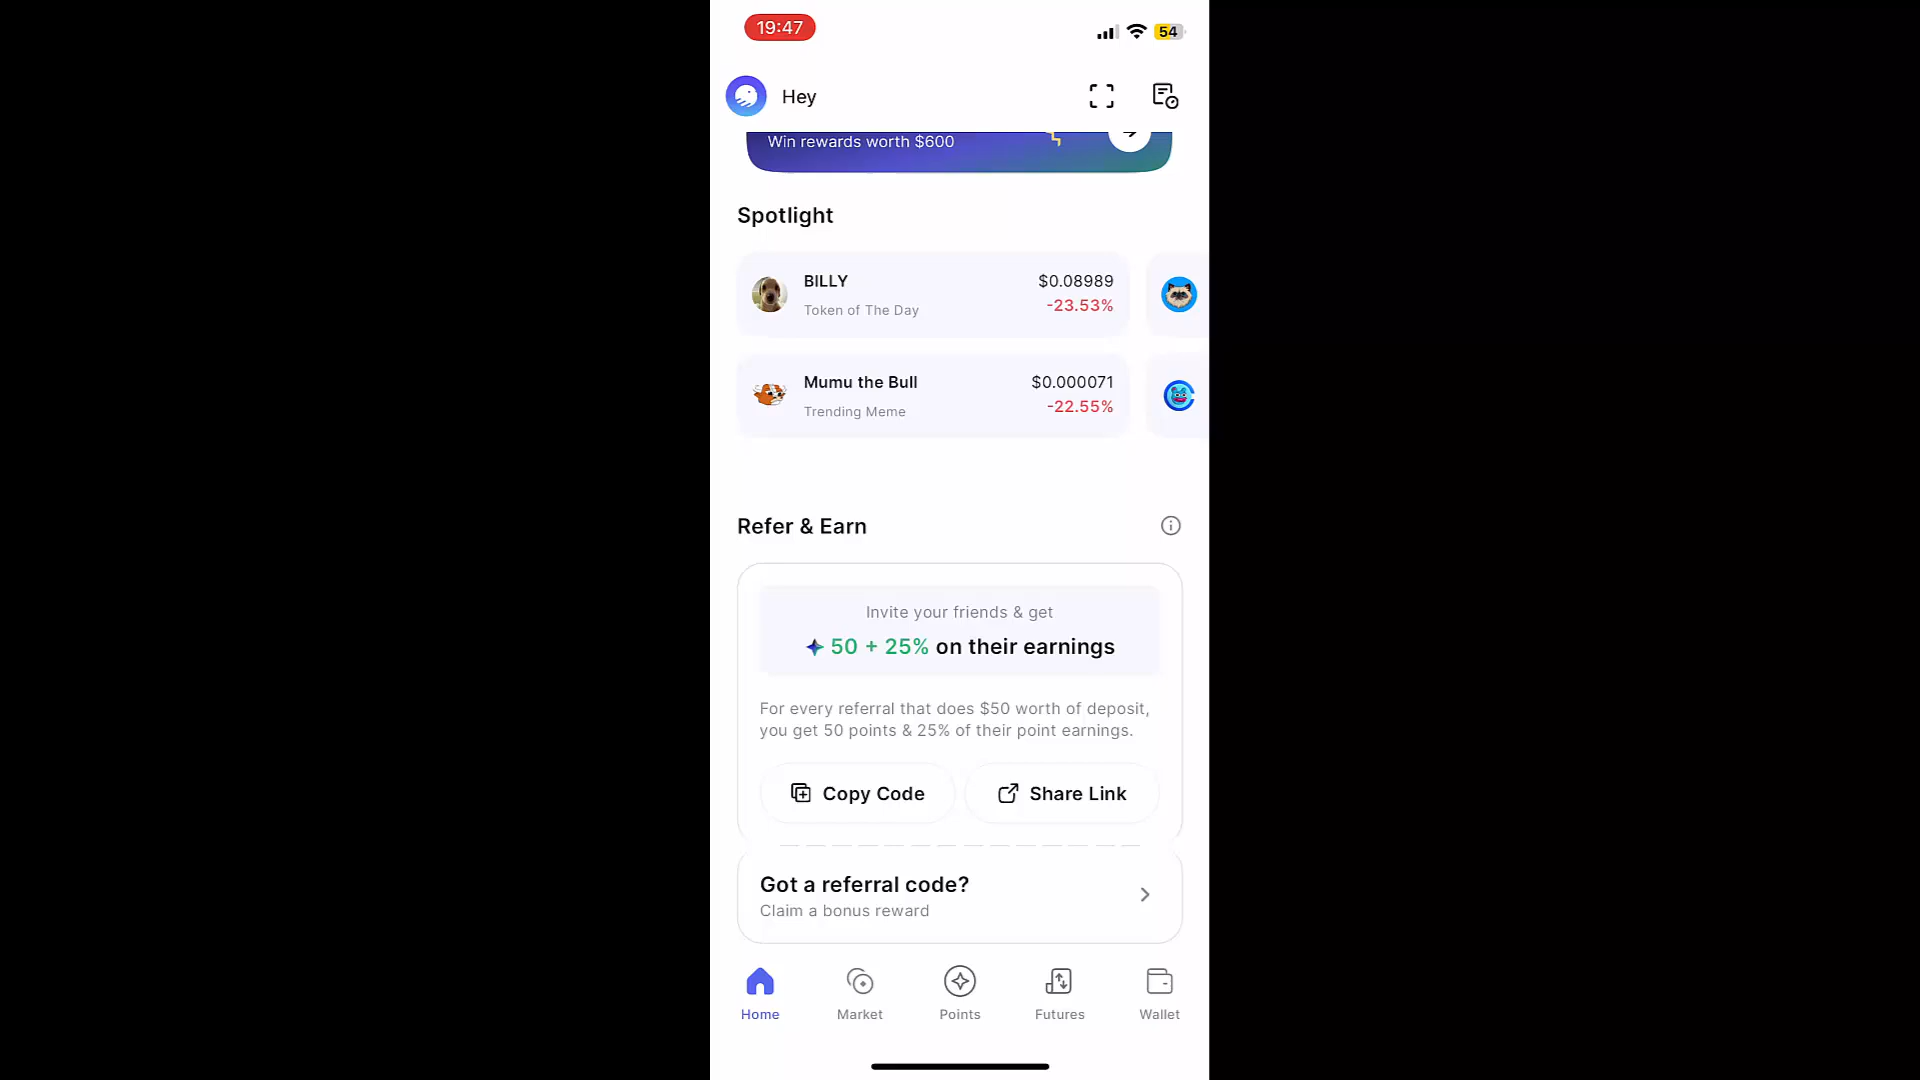 19:47
54
Hey
Win rewards worth $600
Spotlight
BILLY
$0.08989
Token of The Day
-23.53%
Mumu the Bull
$0.000071
Trending Meme
-22.55%
Refer & Earn
Invite your friends & get
50 + 25% on their earnings
For every referral that does $50 worth of deposit,
you get 50 points & 25% of their point earnings.
Copy Code
Share Link
Got a referral code?
Claim a bonus reward
Home
Market
Points
Futures
Wallet